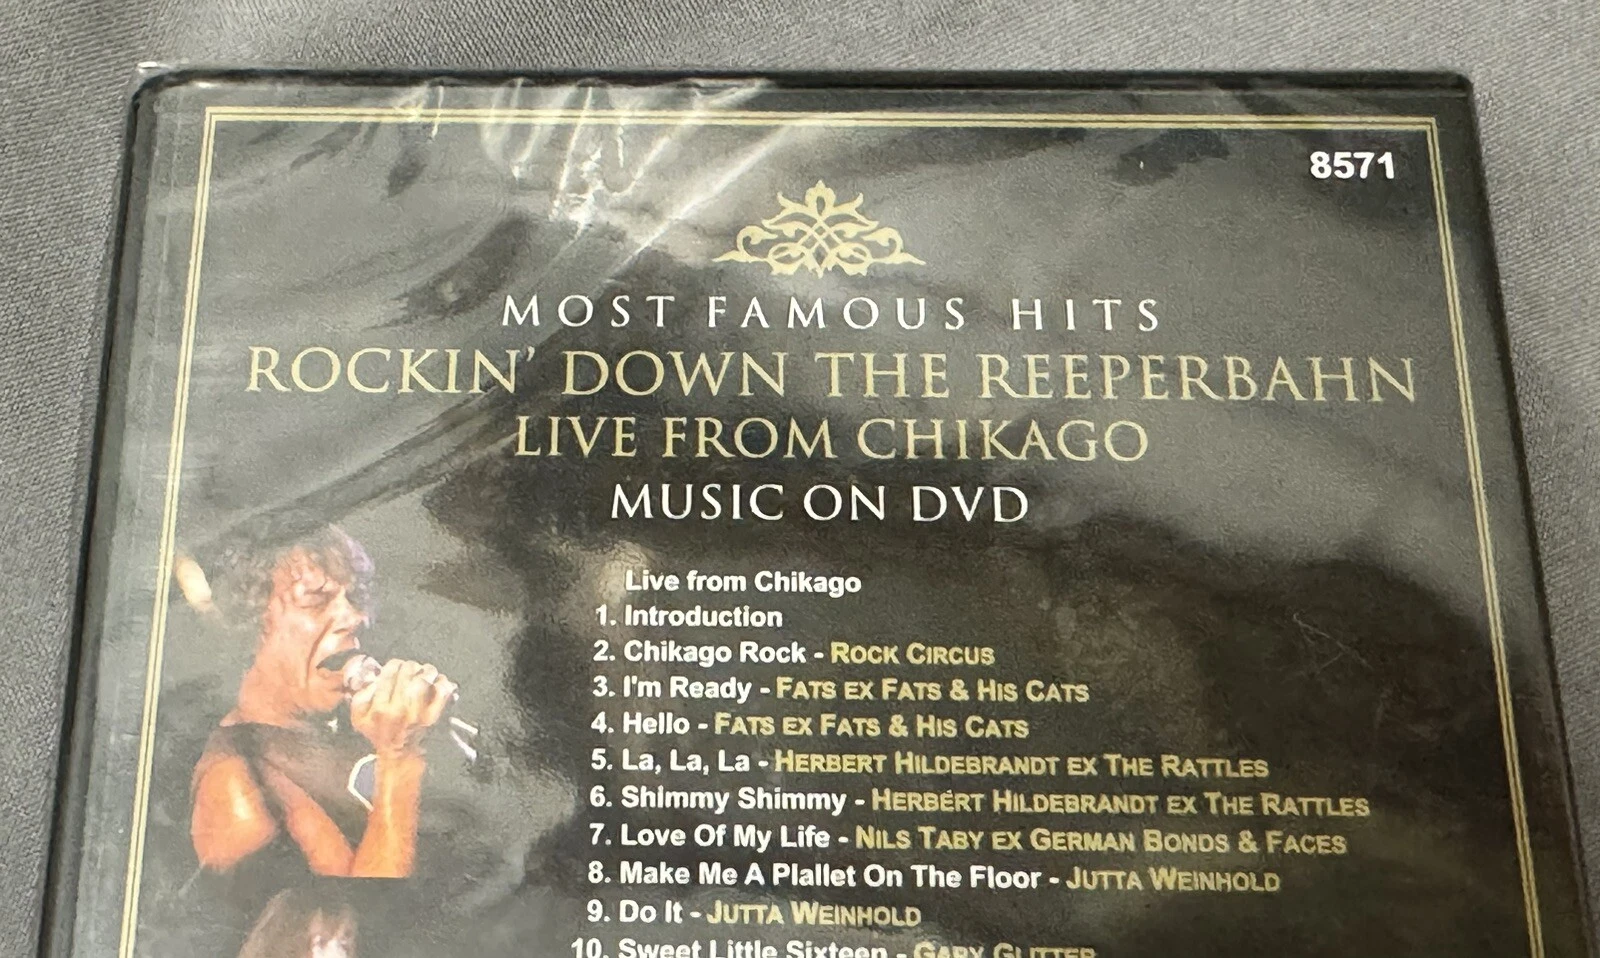 8571
MOST FAMOUS HITS
ROCKIN' DOWN THE REEPERBAHN
LIVE FROM CHIKAGO
MUSIC ON DVD
Live from Chikago
1. Introduction
2. Chikago Rock - ROCK CIRCUS
3. I'm Ready - FATS EX FATS & HIS CATS
4. Hello - FATS EX FATS & HIS CATS
5. La, La, La - HERBERT HILDEBRANDT EX THE RATTLES
6. Shimmy Shimmy - HERBERT HILDEBRANDT EX THE RATTLES
7. Love Of My Life - NILS TABY EX GERMAN BONDS & FACES
8. Make Me A Plallet On The Floor - JUTTA WEINHOLD
9. Do It - JUTTA WEINHOLD
10. Sweet Little Sixteen - GARY GLITTER